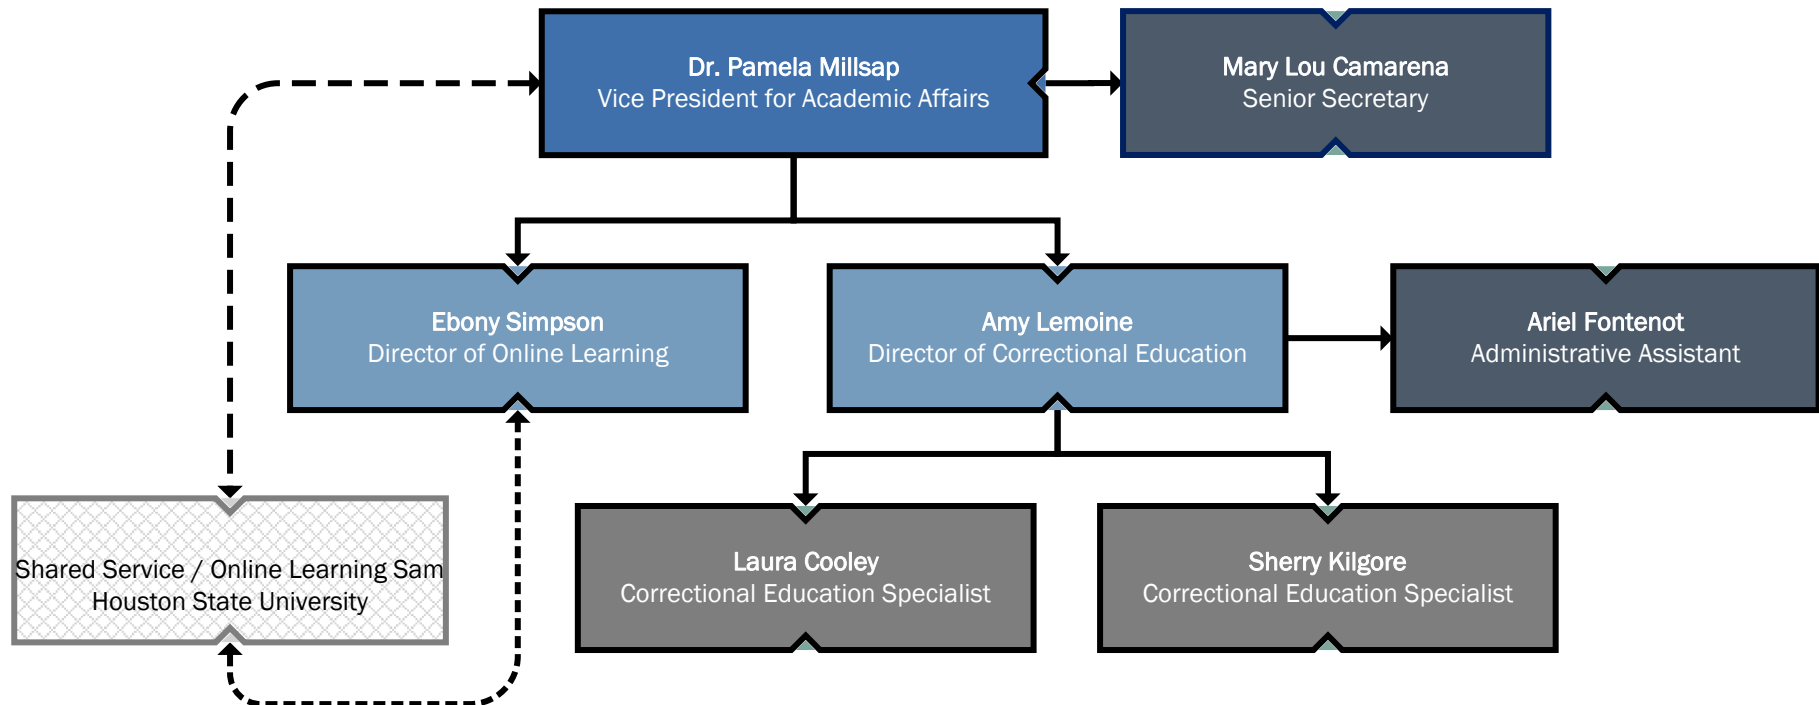 Dr. Pamela Millsap
Vice President for Academic Affairs
Mary Lou Camarena
Senior Secretary
Ebony Simpson
Director of Online Learning
Amy Lemoine
Director of Correctional Education
Ariel Fontenot
Administrative Assistant
Shared Service / Online Learning Sam
Houston State University
Laura Cooley
Correctional Education Specialist
Sherry Kilgore
Correctional Education Specialist